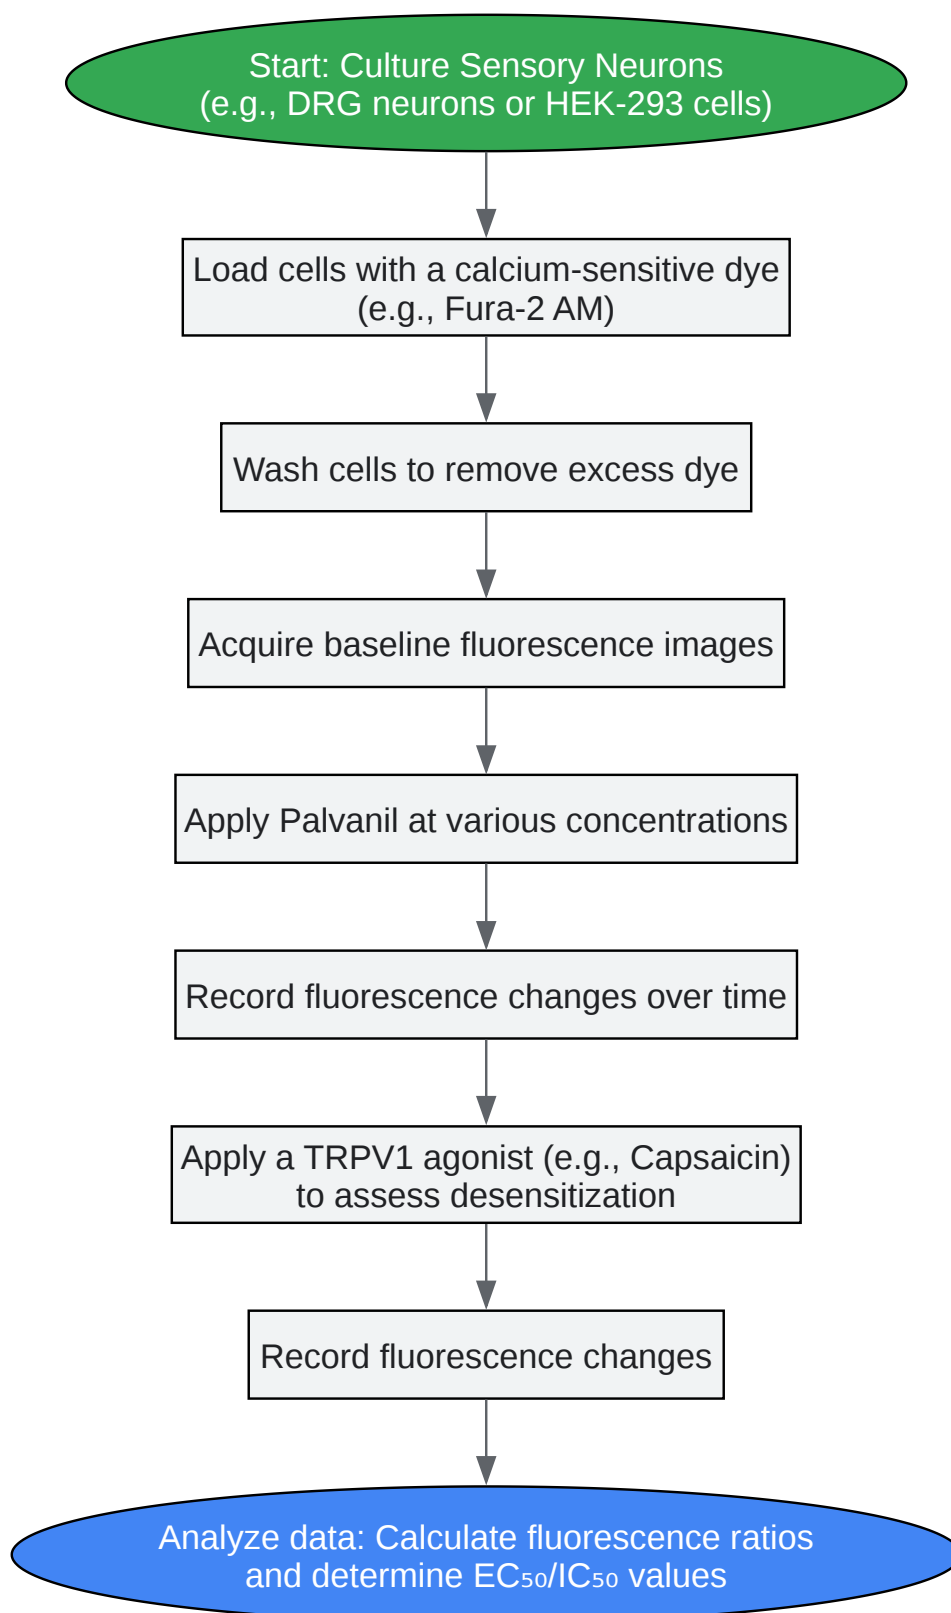 Start: Culture Sensory Neurons
(e.g., DRG neurons or HEK-293 cells)
Load cells with a calcium-sensitive dye
(e.g., Fura-2 AM)
Wash cells to remove excess dye
Acquire baseline fluorescence images
Apply Palvanil at various concentrations
Record fluorescence changes over time
Apply a TRPV1 agonist (e.g., Capsaicin)
to assess desensitization
Record fluorescence changes
Analyze data: Calculate fluorescence ratios
and determine EC₅₀/IC₅₀ values